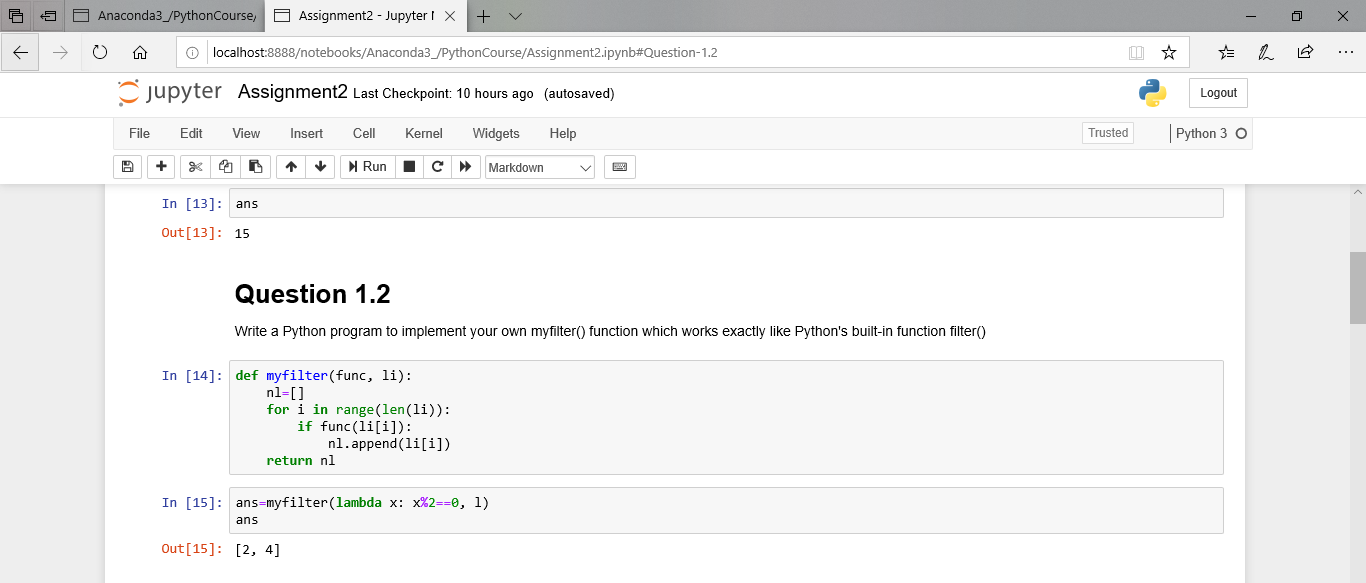 Anaconda3_/PythonCourse/
Assignment2 - Jupyter I
localhost:8888/notebooks/Anaconda3_/PythonCourse/Assignment2.ipynb#Question-1.2
jupyter Assignment2 Last Checkpoint: 10 hours ago (autosaved)
Logout
File Edit View Insert Cell Kernel Widgets Help
Trusted
Python 3
Run
Markdown
In [13]: ans
Out[13]: 15
Question 1.2
Write a Python program to implement your own myfilter() function which works exactly like Python's built-in function filter()
In [14]: def myfilter(func, li):
    nl=[]
    for i in range(len(li)):
        if func(li[i]):
            nl.append(li[i])
    return nl
In [15]: ans=myfilter(lambda x: x%2==0, l)
ans
Out[15]: [2, 4]